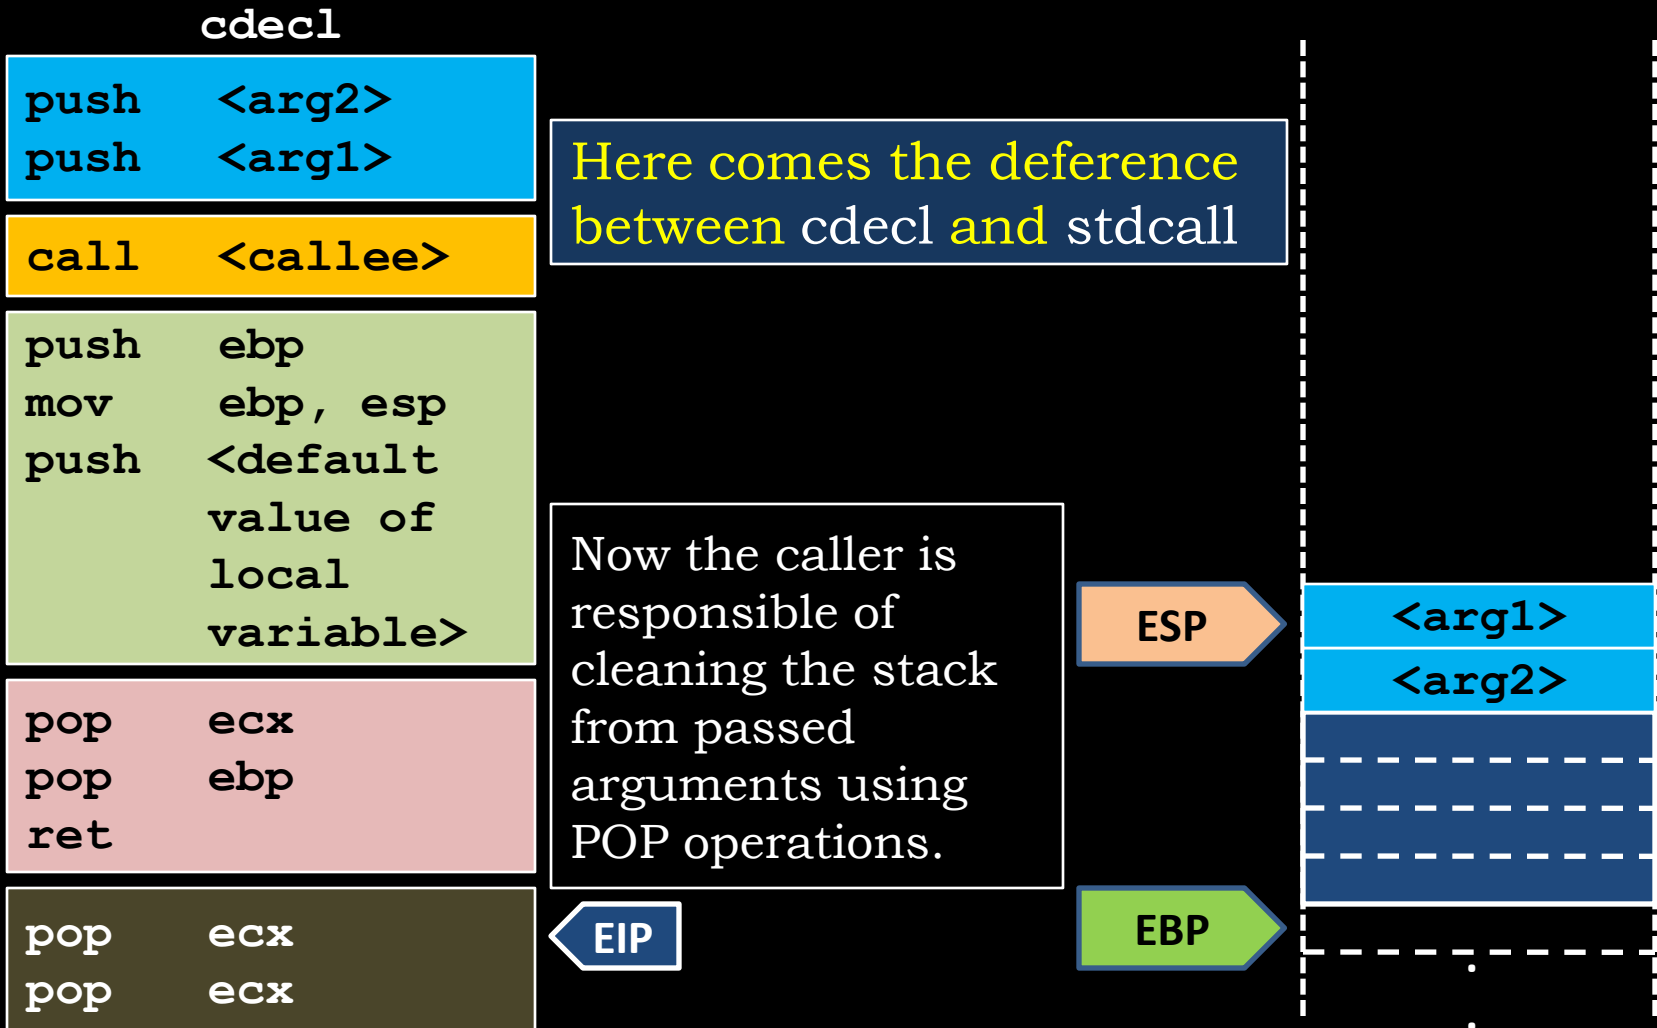 cdecl
push <arg2>
push <arg1>
call <callee>
push ebp
mov ebp, esp
push <default
value of
local
variable>
pop ecx
pop ebp
ret
pop ecx
pop ecx
Here comes the deference
between cdecl and stdcall
Now the caller is
responsible of
cleaning the stack
from passed
arguments using
POP operations.
EIP
ESP
EBP
<arg1>
<arg2>